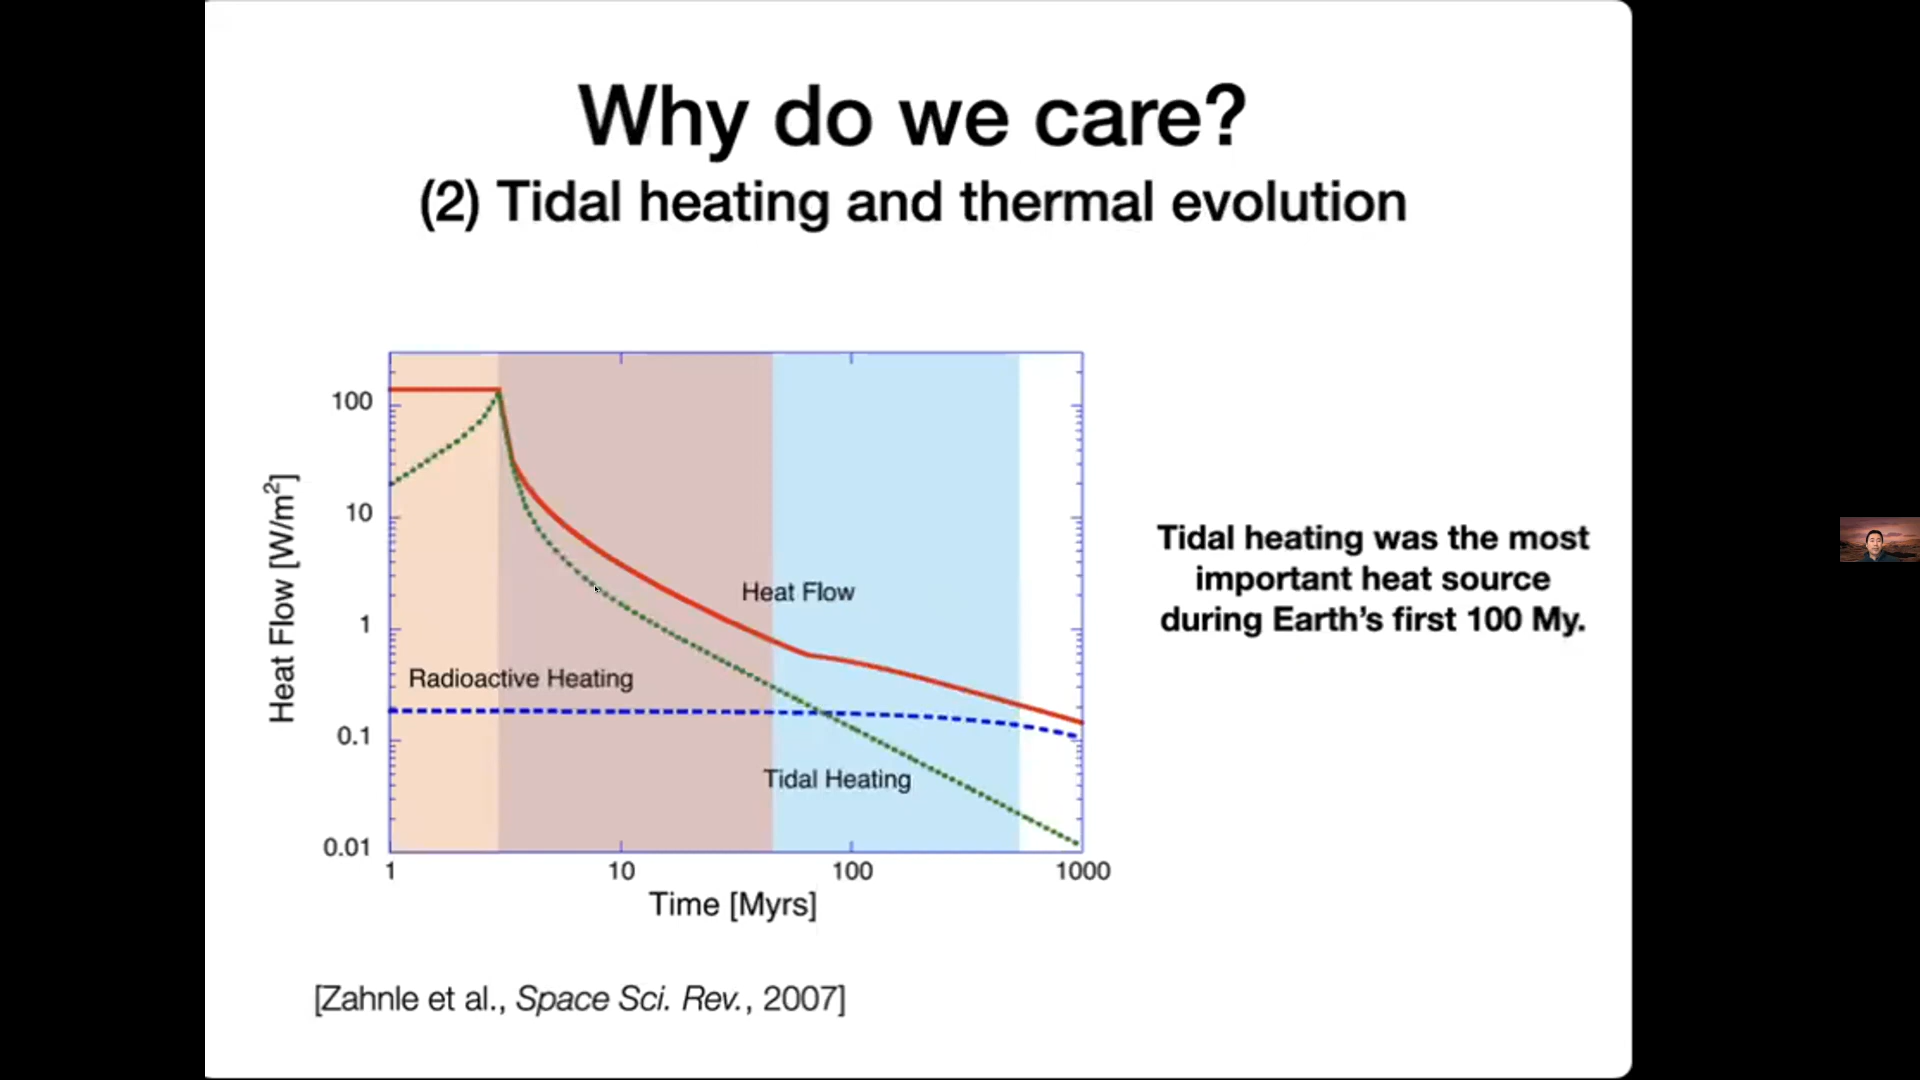 Why do we care?
(2) Tidal heating and thermal evolution
100
10
1
0.1
0.01
Heat Flow [W/m²]
Heat Flow
Radioactive Heating
Tidal Heating
1
10
100
1000
Time [Myrs]
Tidal heating was the most
important heat source
during Earth's first 100 My.
[Zahnle et al., Space Sci. Rev., 2007]